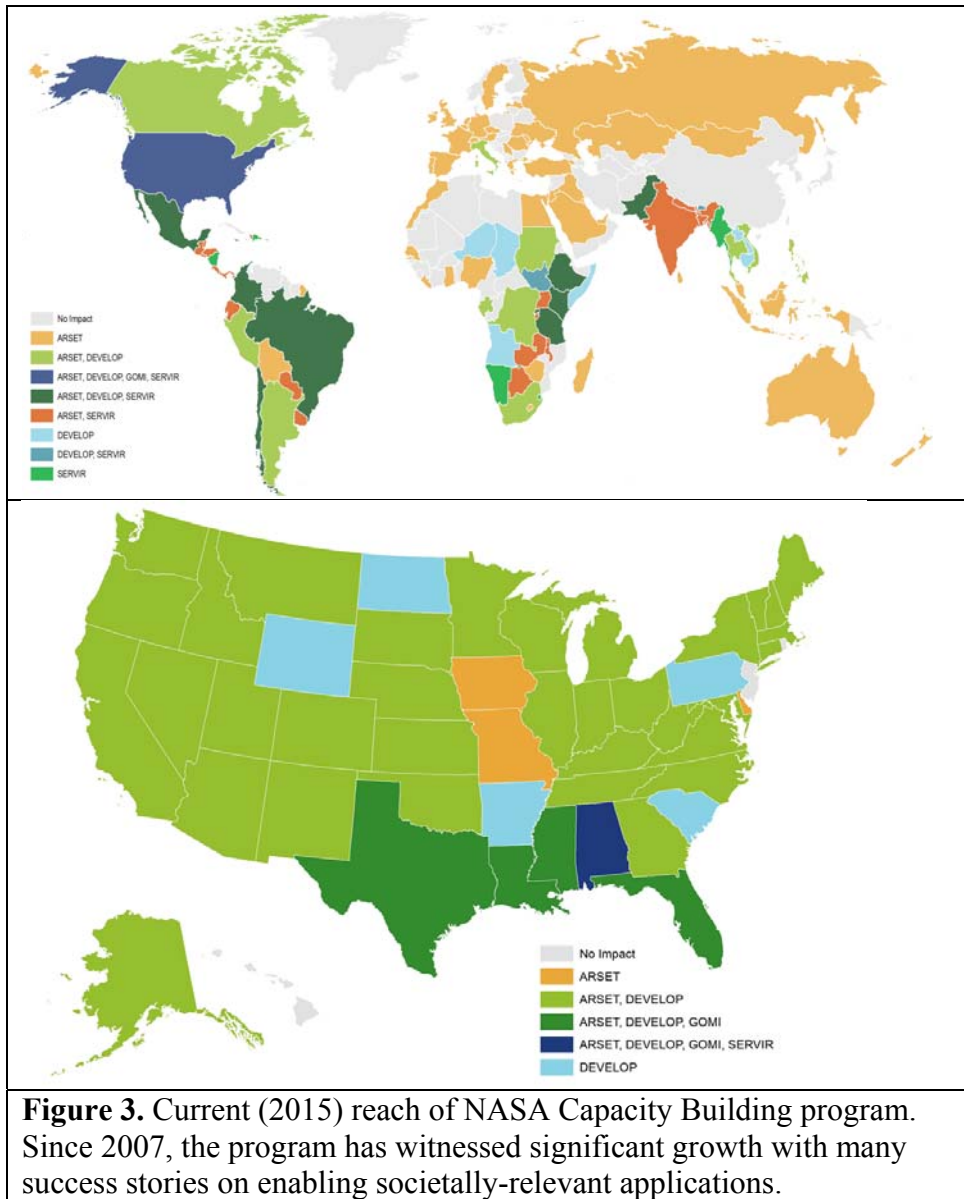 No Impact
ARSET
ARSET, DEVELOP
ARSET, DEVELOP, GOMI, SERVIR
ARSET, DEVELOP, SERVIR
ARSET, SERVIR
DEVELOP
DEVELOP, SERVIR
SERVIR
No Impact
ARSET
ARSET, DEVELOP
ARSET, DEVELOP, GOMI
ARSET, DEVELOP, GOMI, SERVIR
DEVELOP
Figure 3. Current (2015) reach of NASA Capacity Building program.
Since 2007, the program has witnessed significant growth with many
success stories on enabling societally-relevant applications.